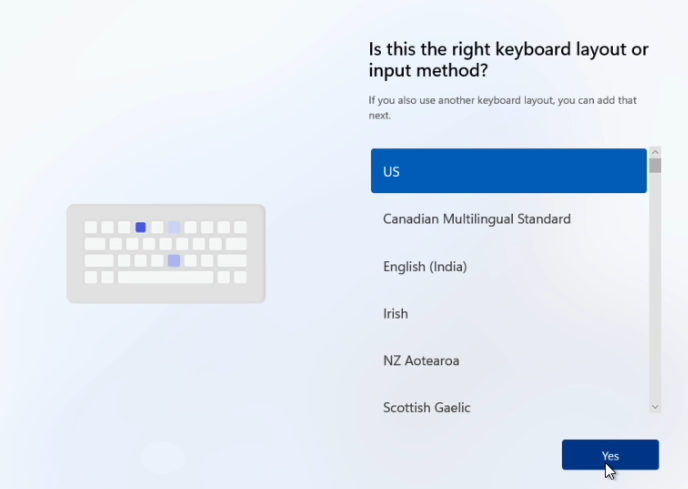 Is this the right keyboard layout or
input method?
If you also use another keyboard layout, you can add that
next.
US
Canadian Multilingual Standard
English (India)
Irish
NZ Aotearoa
Scottish Gaelic
Yes